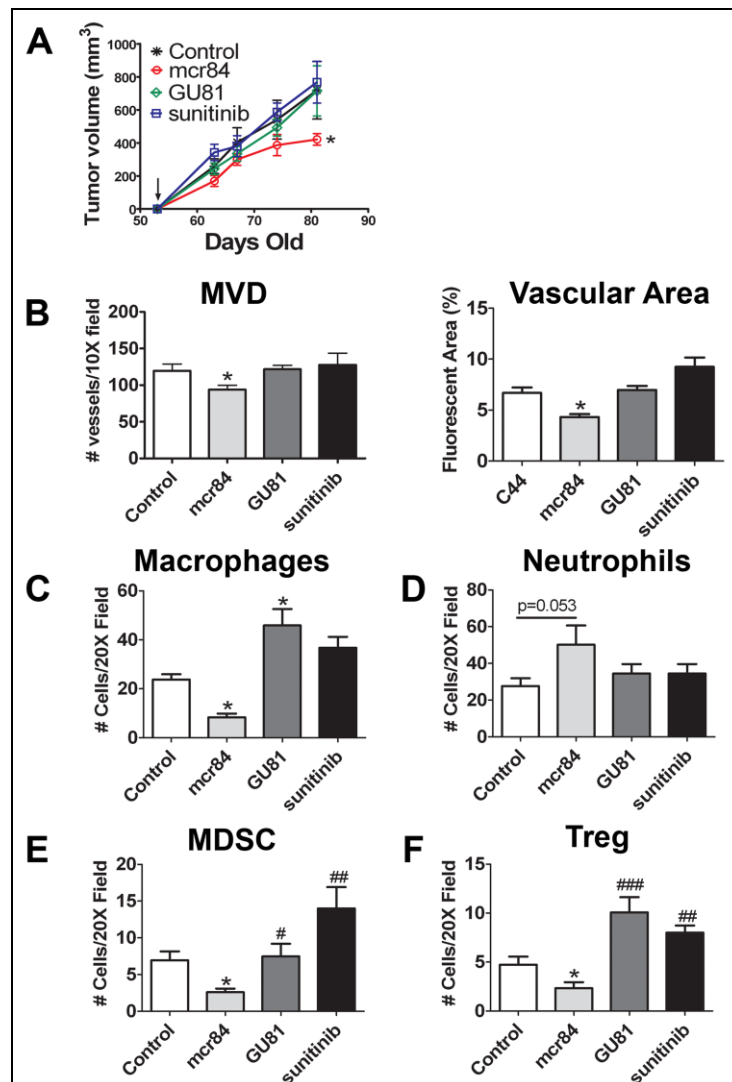 A
Tumor volume (mm³)
1000
800
600
400
200
0
Control
mcr84
GU81
sunitinib
*
50 60 70 80 90
Days Old
B
MVD
# vessels/10X field
200
150
100
50
0
*
Control
mcr84
GU81
sunitinib
Vascular Area
Fluorescent Area (%)
15
10
5
0
*
C44
mcr84
GU81
sunitinib
C
Macrophages
# Cells/20X Field
60
40
20
0
*
*
Control
mcr84
GU81
sunitinib
D
Neutrophils
# Cells/20X Field
80
60
40
20
0
p=0.053
Control
mcr84
GU81
sunitinib
E
MDSC
# Cells/20X Field
20
15
10
5
0
*
#
##
Control
mcr84
GU81
sunitinib
F
Treg
# Cells/20X Field
15
10
5
0
*
###
##
Control
mcr84
GU81
sunitinib